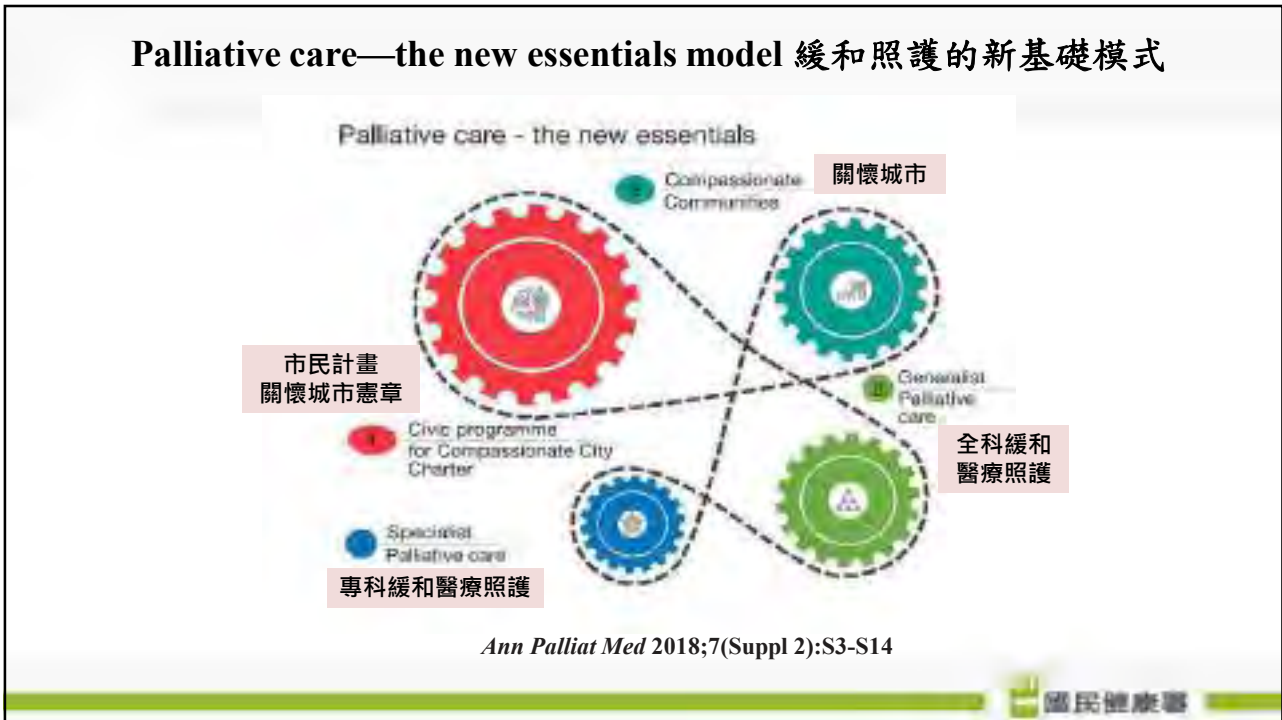 Palliative care—the new essentials model 緩和照護的新基礎模式
Palliative care - the new essentials
Compassionate
Communities
關懷城市
市民計畫
關懷城市憲章
Generalist
Palliative
care
Civic programme
for Compassionate City
Charter
全科緩和
醫療照護
Specialist
Palliative care
專科緩和醫療照護
Ann Palliat Med 2018;7(Suppl 2):S3-S14
國民健康署